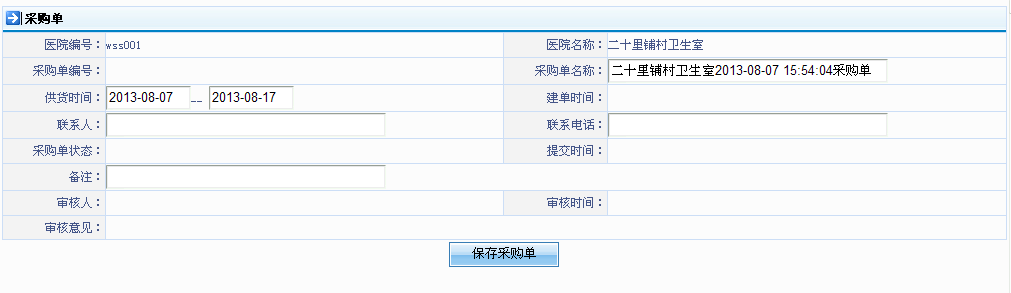 采购单
医院编号：wss001 医院名称：二十里铺村卫生室
采购单编号： 采购单名称：二十里铺村卫生室2013-08-07 15:54:04采购单
供货时间：2013-08-07__ 2013-08-17 建单时间：
联系人： 联系电话：
采购单状态： 提交时间：
备注：
审核人： 审核时间：
审核意见：
保存采购单